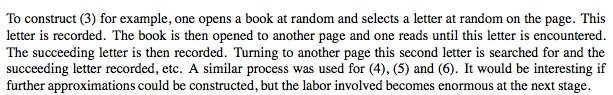 To construct (3) for example, one opens a book at random and selects a letter at random on the page. This
letter is recorded. The book is then opened to another page and one reads until this letter is encountered.
The succeeding letter is then recorded. Turning to another page this second letter is searched for and the
succeeding letter recorded, etc. A similar process was used for (4), (5) and (6). It would be interesting if
further approximations could be constructed, but the labor involved becomes enormous at the next stage.